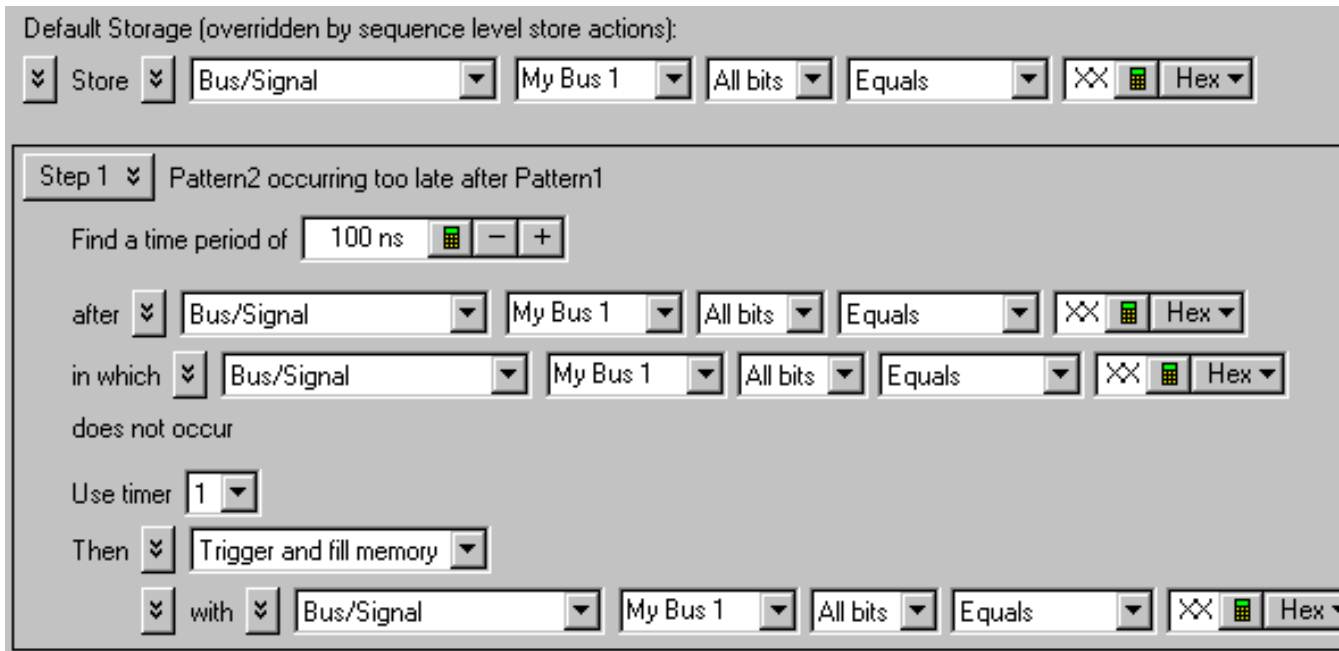 Default Storage (overridden by sequence level store actions):
Store Bus/Signal My Bus 1 All bits Equals XX Hex
Step 1 Pattern2 occurring too late after Pattern1
Find a time period of 100 ns − +
after Bus/Signal My Bus 1 All bits Equals XX Hex
in which Bus/Signal My Bus 1 All bits Equals XX Hex
does not occur
Use timer 1
Then Trigger and fill memory
with Bus/Signal My Bus 1 All bits Equals XX Hex